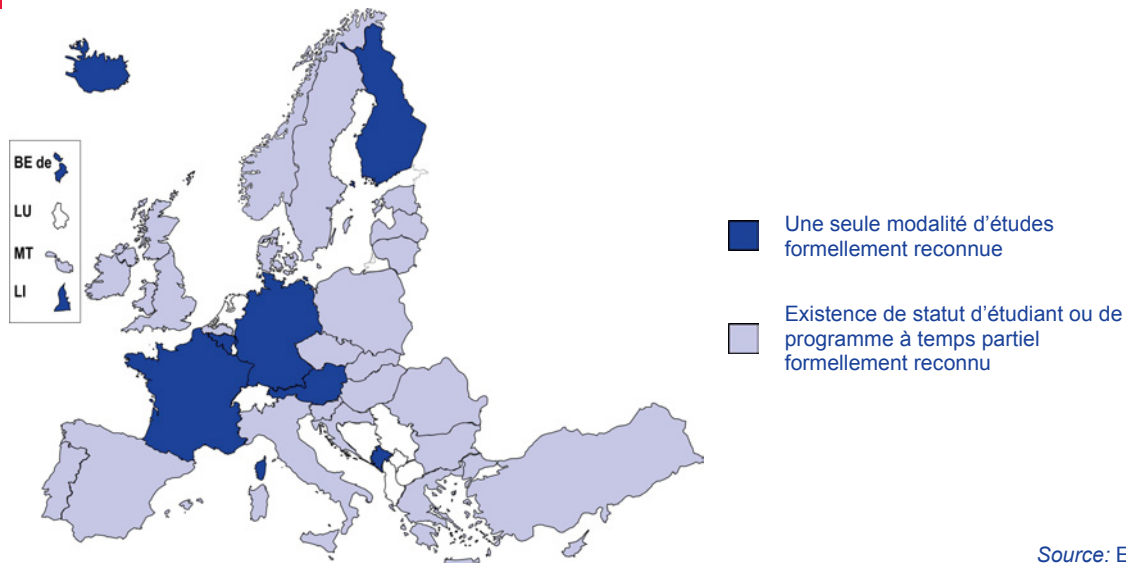 BE de
LU
MT
LI
Une seule modalité d’études
formellement reconnue
Existence de statut d’étudiant ou de
programme à temps partiel
formellement reconnu
Source: E